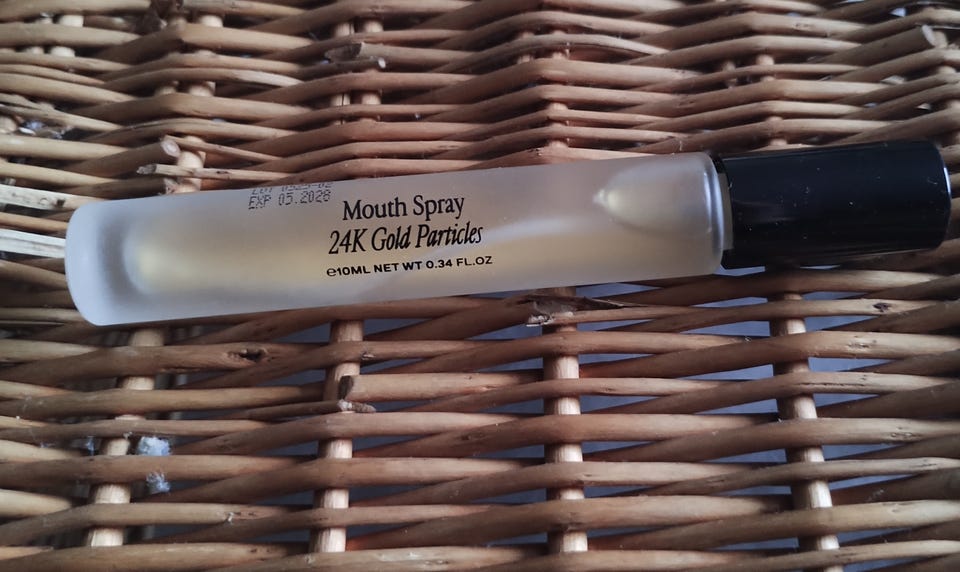 EXP 05.2028
Mouth Spray
24K Gold Particles
℮10ML NET WT 0.34 FL.OZ